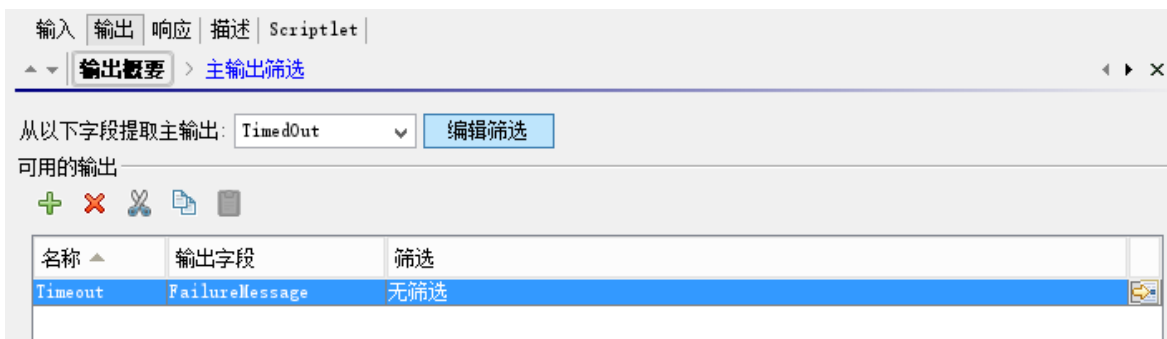 输入 输出 响应 描述 Scriptlet
输出概要 > 主输出筛选
从以下字段提取主输出: TimedOut 编辑筛选
可用的输出
名称 输出字段 筛选
Timeout FailureMessage 无筛选